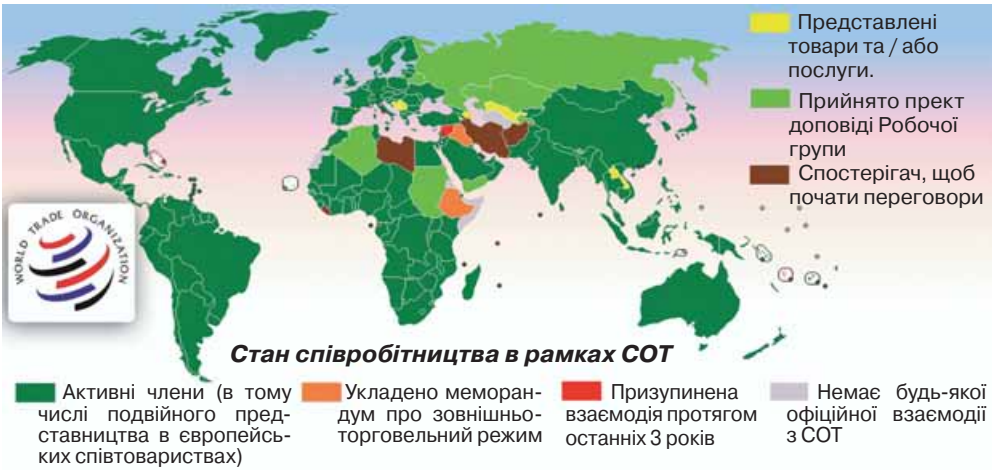 Представлені
товари та / або
послуги.
Прийнято прект
доповіді Робочої
групи
Спостерігач, щоб
почати переговори
WORLD TRADE ORGANIZATION
Стан співробітництва в рамках СОТ
Активні члени (в тому
числі подвійного пред-
ставництва в європейсь-
ких співтовариствах)
Укладено меморан-
дум про зовнішньо-
торговельний режим
Призупинена
взаємодія протягом
останніх 3 років
Немає будь-якої
офіційної взаємодії
з СОТ